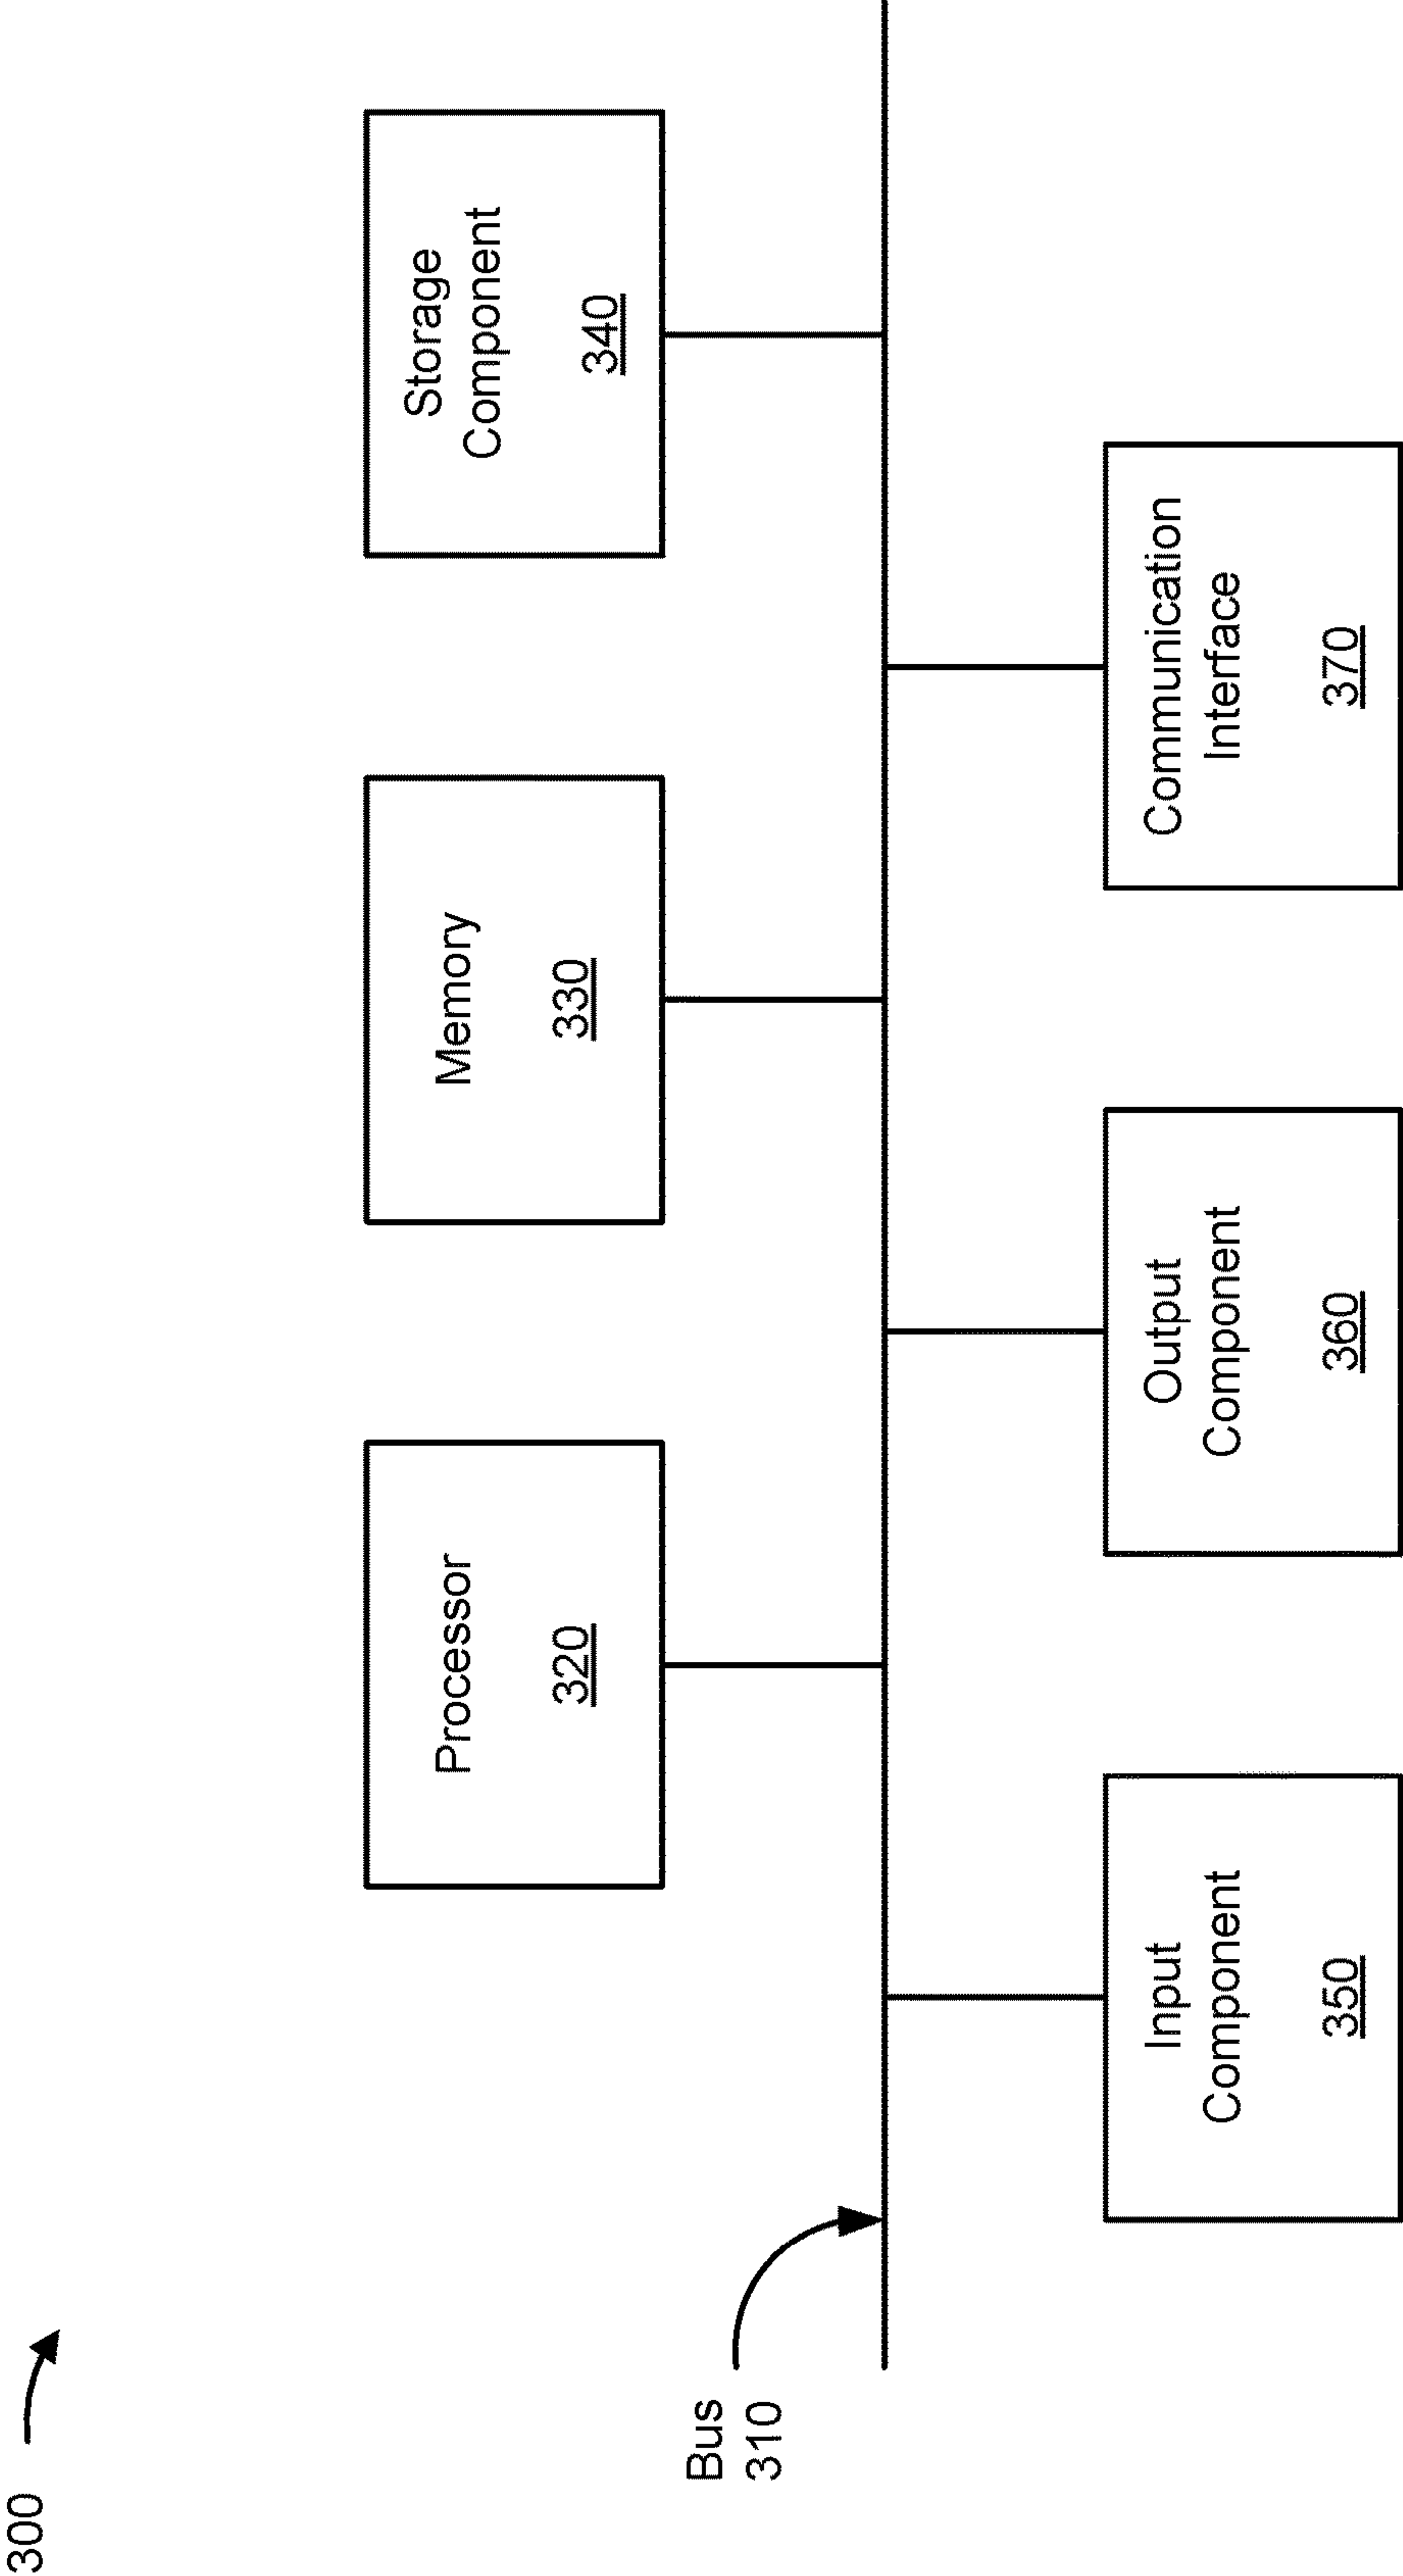 300
Processor
320
Memory
330
Storage
Component
340
Bus
310
Input
Component
350
Output
Component
360
Communication
Interface
370